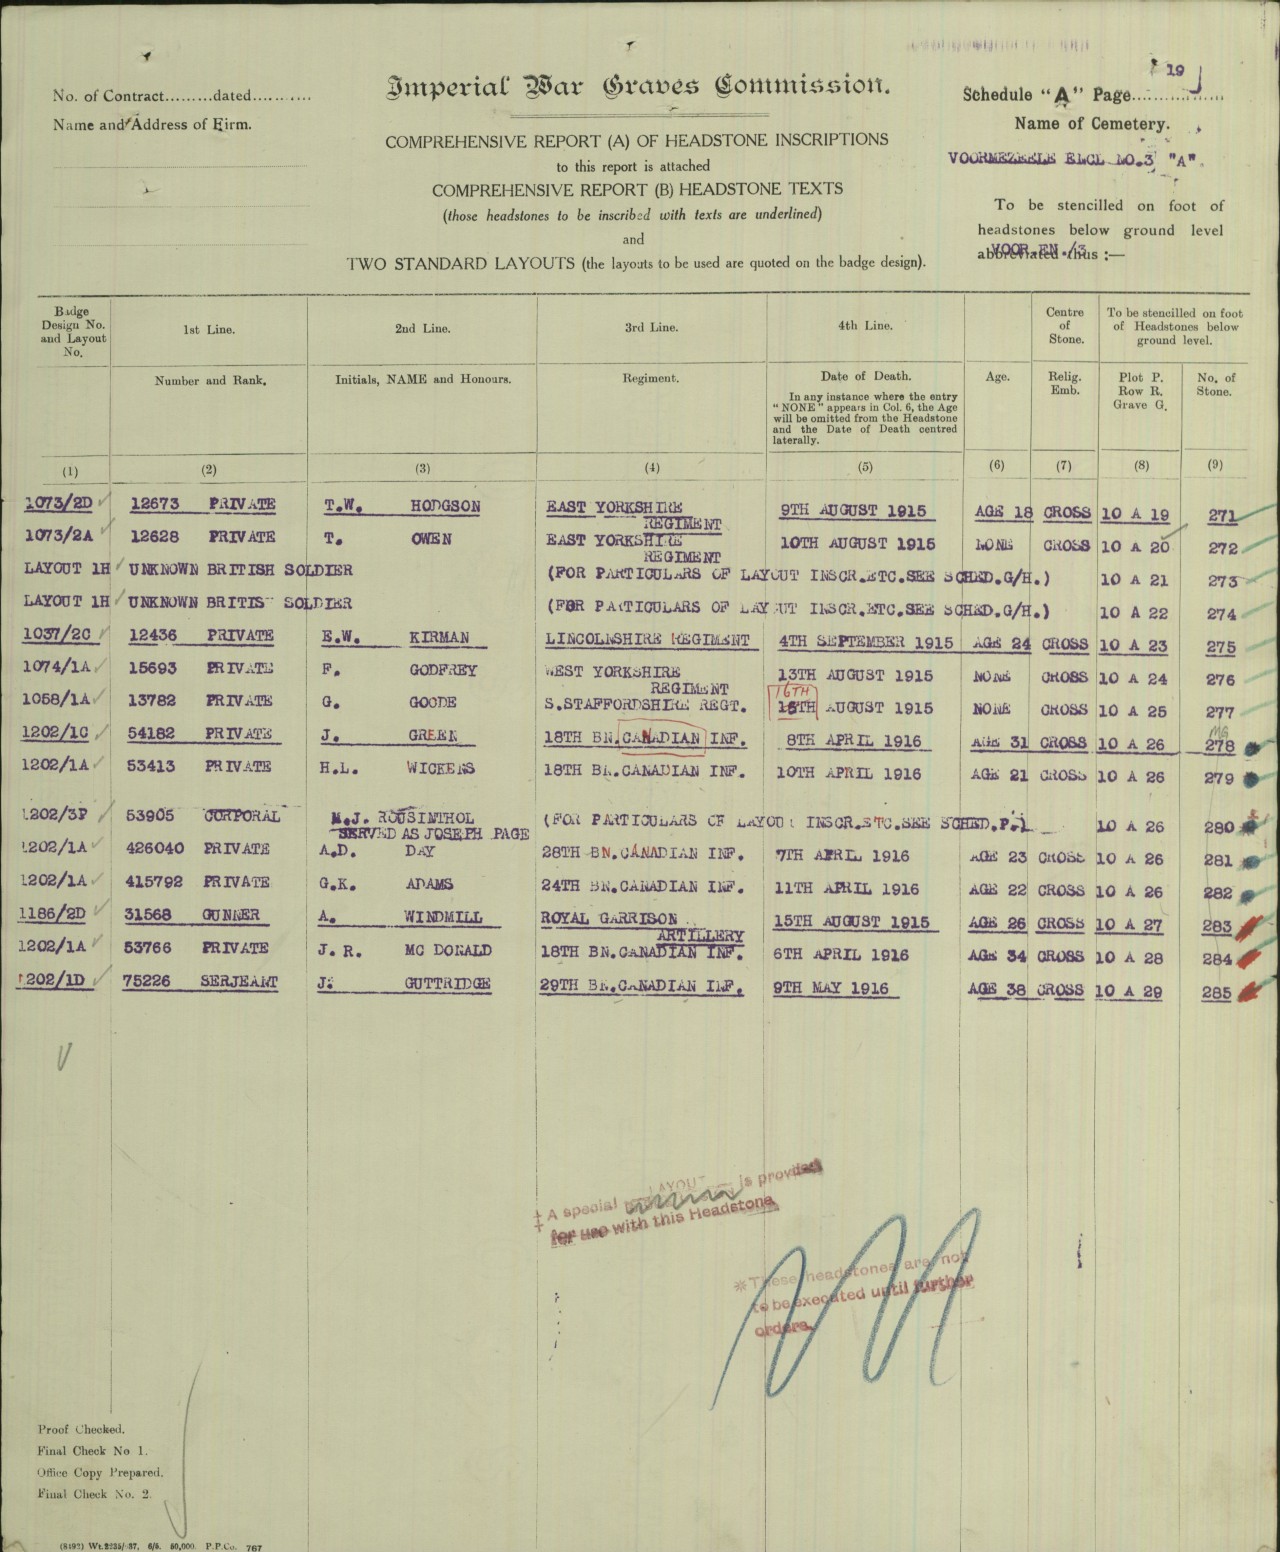 19
No. of Contract.........dated...........
Name and Address of Firm.
Imperial War Graves Commission.
COMPREHENSIVE REPORT (A) OF HEADSTONE INSCRIPTIONS
to this report is attached
COMPREHENSIVE REPORT (B) HEADSTONE TEXTS
(those headstones to be inscribed with texts are underlined)
and
TWO STANDARD LAYOUTS (the layouts to be used are quoted on the badge design).
Schedule "A" Page.................
Name of Cemetery.
VOORMEZEELE ENCL NO.3 "A".
To be stencilled on foot of
headstones below ground level
abbreviated thus :—
VOOR.EN./3.
Badge Design No. and Layout No. 1st Line. 2nd Line. 3rd Line. 4th Line. Centre of Stone. To be stencilled on foot of Headstones below ground level.
Number and Rank. Initials, NAME and Honours. Regiment. Date of Death. Age. Relig. Emb. Plot P. Row R. Grave G. No. of Stone.
In any instance where the entry
"NONE" appears in Col. 6, the Age
will be omitted from the Headstone
and the Date of Death centred
laterally.
(1) (2) (3) (4) (5) (6) (7) (8) (9)
1073/2D 12673 PRIVATE T.W. HODGSON EAST YORKSHIRE 9TH AUGUST 1915 AGE 18 CROSS 10 A 19 271
REGIMENT
1073/2A 12628 PRIVATE T. OWEN EAST YORKSHIRE 10TH AUGUST 1915 NONE CROSS 10 A 20 272
REGIMENT
LAYOUT 1H UNKNOWN BRITISH SOLDIER (FOR PARTICULARS OF LAYOUT INSCR.ETC.SEE SCHED.G/H.) 10 A 21 273
LAYOUT 1H UNKNOWN BRITISH SOLDIER (FOR PARTICULARS OF LAYOUT INSCR.ETC.SEE SCHED.G/H.) 10 A 22 274
1037/2C 12436 PRIVATE E.W. KIRMAN LINCOLNSHIRE REGIMENT 4TH SEPTEMBER 1915 AGE 24 CROSS 10 A 23 275
1074/1A 15693 PRIVATE F. GODFREY WEST YORKSHIRE 13TH AUGUST 1915 NONE CROSS 10 A 24 276
REGIMENT
16TH
1058/1A 13782 PRIVATE G. GOODE S.STAFFORDSHIRE REGT. 16TH AUGUST 1915 NONE CROSS 10 A 25 277
MG
1202/1C 54182 PRIVATE J. GREEN 18TH BN.CANADIAN INF. 8TH APRIL 1916 AGE 31 CROSS 10 A 26 278
1202/1A 53413 PRIVATE H.L. WICKENS 18TH BN.CANADIAN INF. 10TH APRIL 1916 AGE 21 CROSS 10 A 26 279
1202/3P 53905 CORPORAL M.J. ROUSINTHOL (FOR PARTICULARS OF LAYOUT INSCR.ETC.SEE SCHED.P.) 10 A 26 280
SERVED AS JOSEPH PAGE
1202/1A 426040 PRIVATE A.D. DAY 28TH BN.CANADIAN INF. 7TH APRIL 1916 AGE 23 CROSS 10 A 26 281
1202/1A 415792 PRIVATE G.K. ADAMS 24TH BN.CANADIAN INF. 11TH APRIL 1916 AGE 22 CROSS 10 A 26 282
1186/2D 31568 GUNNER A. WINDMILL ROYAL GARRISON 15TH AUGUST 1915 AGE 26 CROSS 10 A 27 283
ARTILLERY
1202/1A 53766 PRIVATE J.R. MC DONALD 18TH BN.CANADIAN INF. 6TH APRIL 1916 AGE 34 CROSS 10 A 28 284
1202/1D 75226 SERJEANT J. GUTTRIDGE 29TH BN.CANADIAN INF. 9TH MAY 1916 AGE 38 CROSS 10 A 29 285
‡ A special LAYOUT is provided
for use with this Headstone.
* These headstones are not
to be executed until further
orders.
Proof Checked.
Final Check No 1.
Office Copy Prepared.
Final Check No. 2.
(8192) Wt.2235/ 37, 6/5. 50,000. P.P.Co. 767